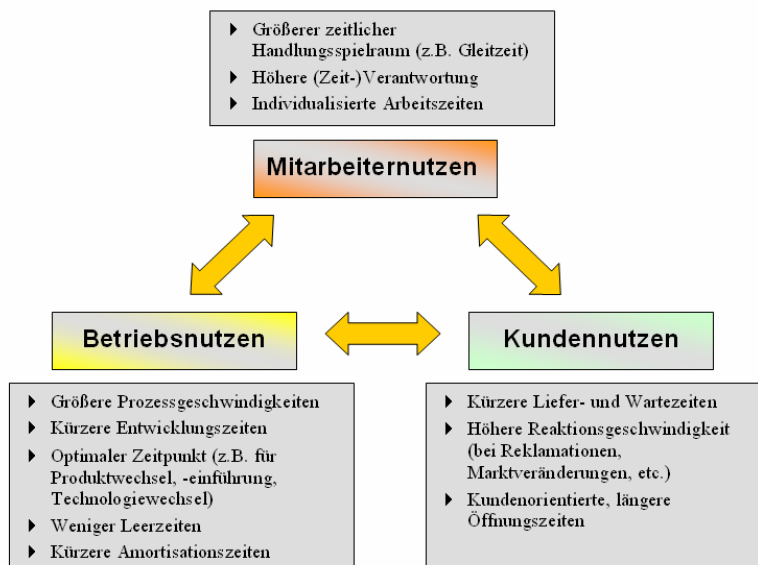 Größerer zeitlicher
Handlungsspielraum (z.B. Gleitzeit)
Höhere (Zeit-)Verantwortung
Individualisierte Arbeitszeiten
Mitarbeiternutzen
Betriebsnutzen
Größere Prozessgeschwindigkeiten
Kürzere Entwicklungszeiten
Optimaler Zeitpunkt (z.B. für
Produktwechsel, -einführung,
Technologiewechsel)
Weniger Leerzeiten
Kürzere Amortisationszeiten
Kundennutzen
Kürzere Liefer- und Wartezeiten
Höhere Reaktionsgeschwindigkeit
(bei Reklamationen,
Marktveränderungen, etc.)
Kundenorientierte, längere
Öffnungszeiten